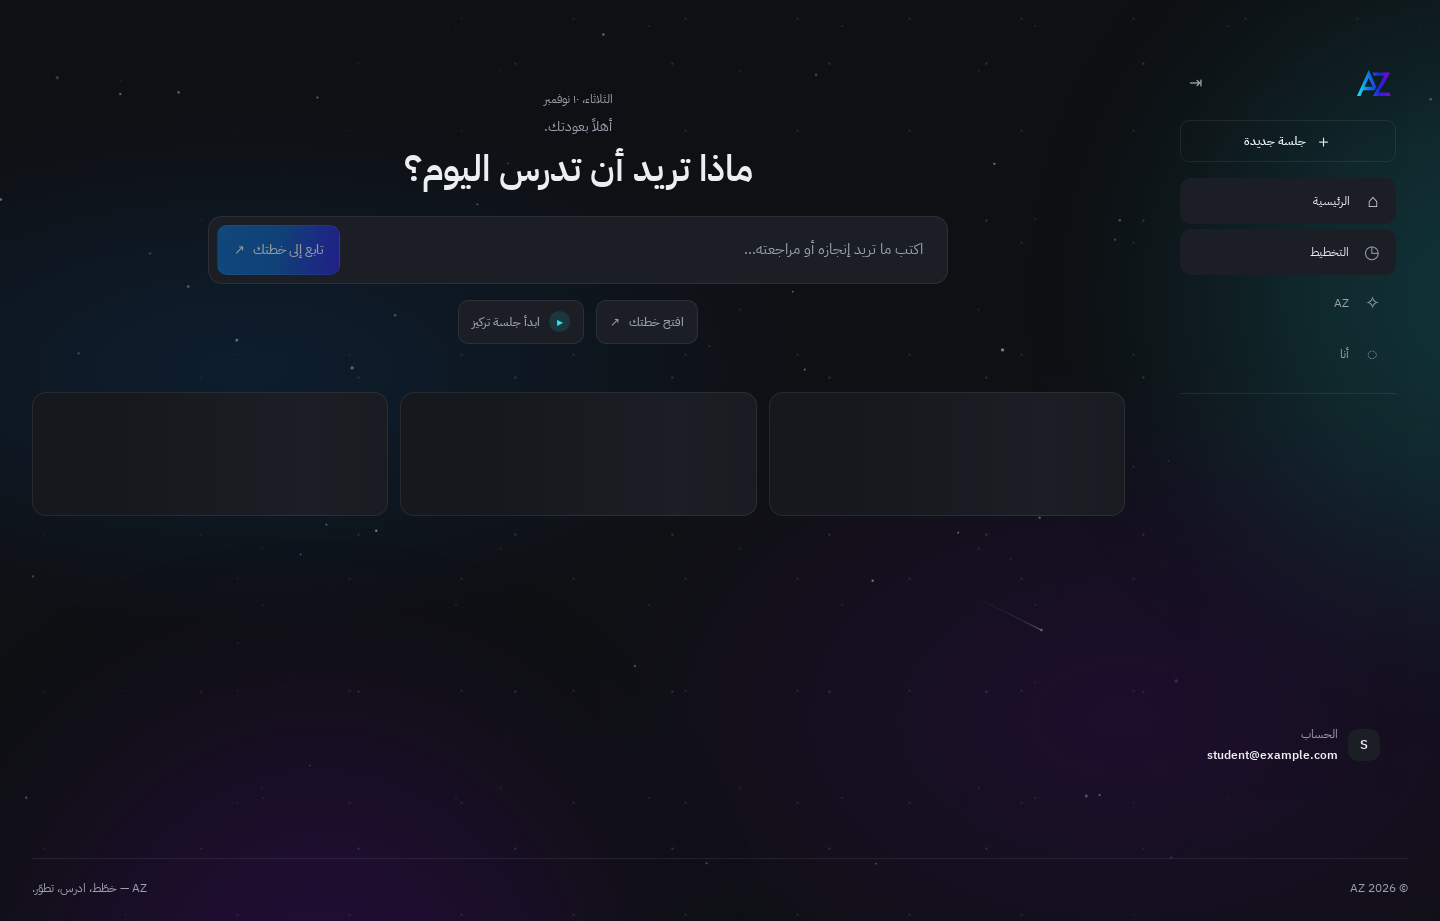 AZ
جلسة جديدة
الرئيسية
التخطيط
AZ
أنا
الثلاثاء، ١٠ نوفمبر
أهلاً بعودتك.
ماذا تريد أن تدرس اليوم؟
اكتب ما تريد إنجازه أو مراجعته...
تابع إلى خطتك ↗
افتح خطتك ↗
ابدأ جلسة تركيز
S
الحساب
student@example.com
© 2026 AZ
AZ — خطّط، ادرس، تطوّر.